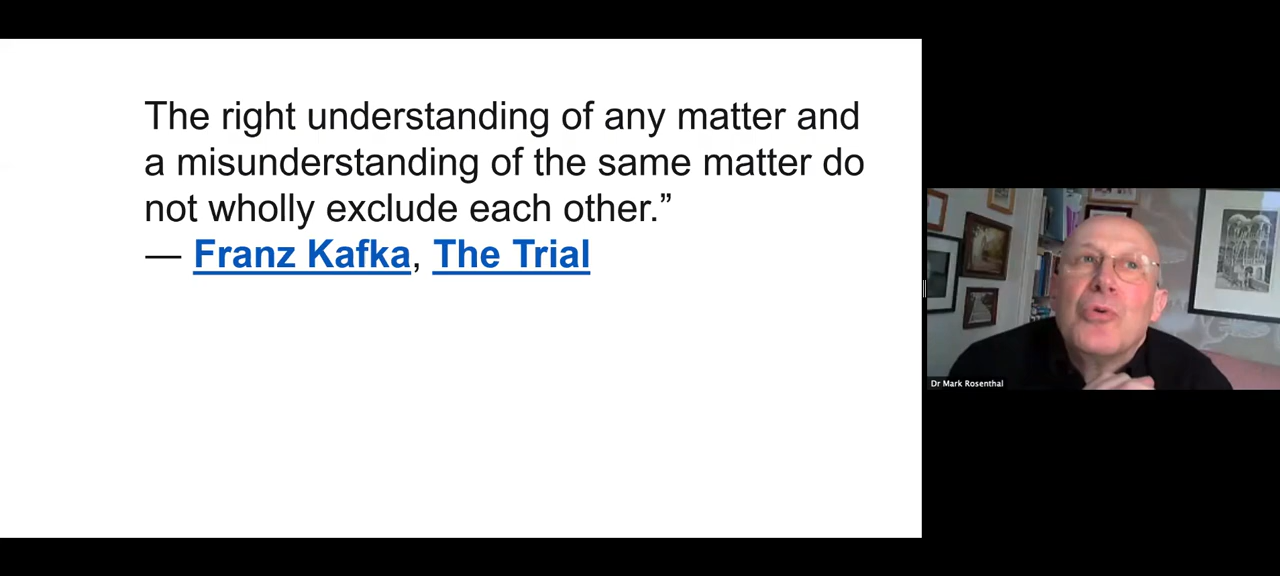 The right understanding of any matter and
a misunderstanding of the same matter do
not wholly exclude each other.”
— Franz Kafka, The Trial
Dr Mark Rosenthal